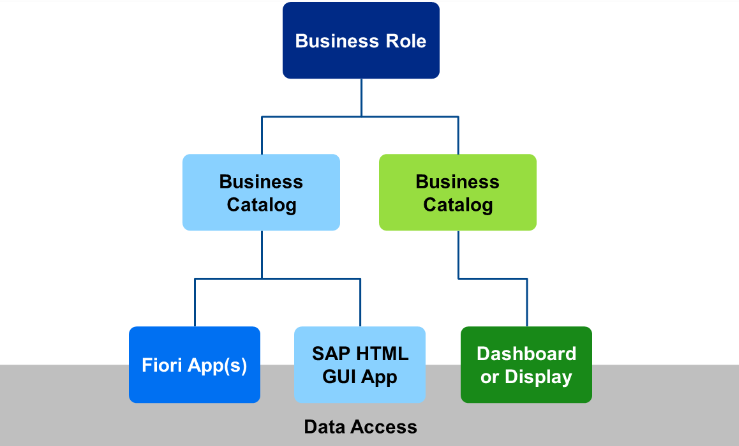 Business Role
Business
Catalog
Business
Catalog
Fiori App(s)
SAP HTML
GUI App
Dashboard
or Display
Data Access